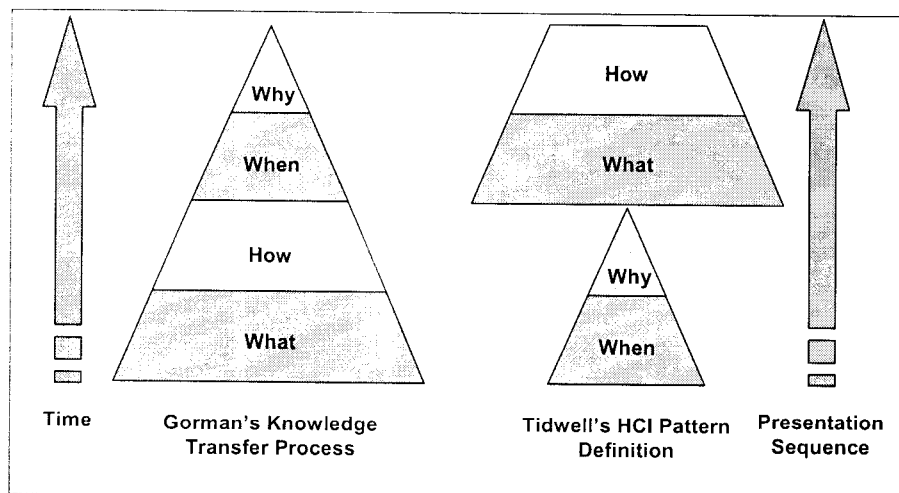 Why
When
How
What
How
What
Why
When
Time
Gorman's Knowledge
Transfer Process
Tidwell's HCI Pattern
Definition
Presentation
Sequence